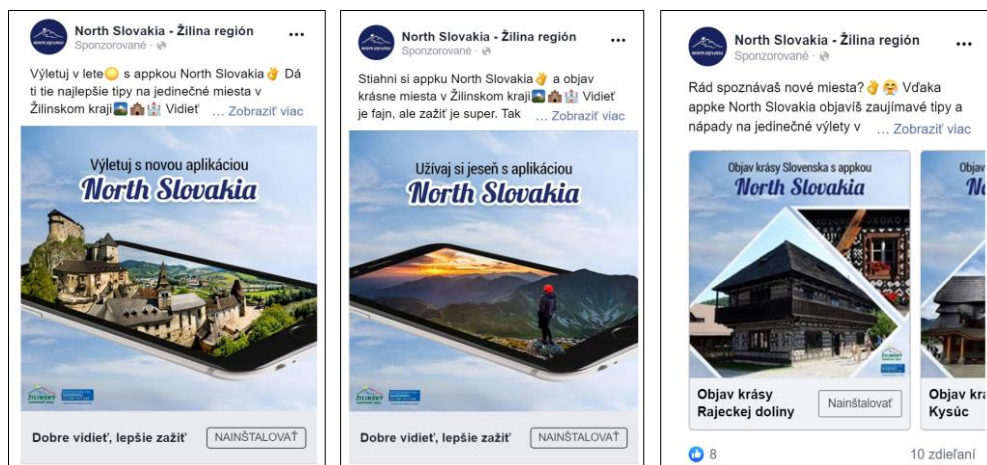 North Slovakia - Žilina región
Sponzorované
Výletuj v lete🌕 s appkou North Slovakia👌 Dá
ti tie najlepšie tipy na jedinečné miesta v
Žilinskom kraji🏔🏰🏩 Vidieť ... Zobraziť viac
Výletuj s novou aplikáciou
North Slovakia
ŽILINSKÝ
Dobre vidieť, lepšie zažiť
NAINŠTALOVAŤ
North Slovakia - Žilina región
Sponzorované
Stiahni si appku North Slovakia👌 a objav
krásne miesta v Žilinskom kraji🏔🏰🏩 Vidieť
je fajn, ale zažiť je super. Tak ... Zobraziť viac
Užívaj si jeseň s aplikáciou
North Slovakia
ŽILINSKÝ
Dobre vidieť, lepšie zažiť
NAINŠTALOVAŤ
North Slovakia - Žilina región
Sponzorované
Rád spoznávaš nové miesta?👌🤗 Vďaka
appke North Slovakia objavíš zaujímavé tipy a
nápady na jedinečné výlety v ... Zobraziť viac
Objav krásy Slovenska s appkou
North Slovakia
Objav krásy
Rajeckej doliny
Nainštalovať
Objav
Kysúc
8
10 zdieľaní